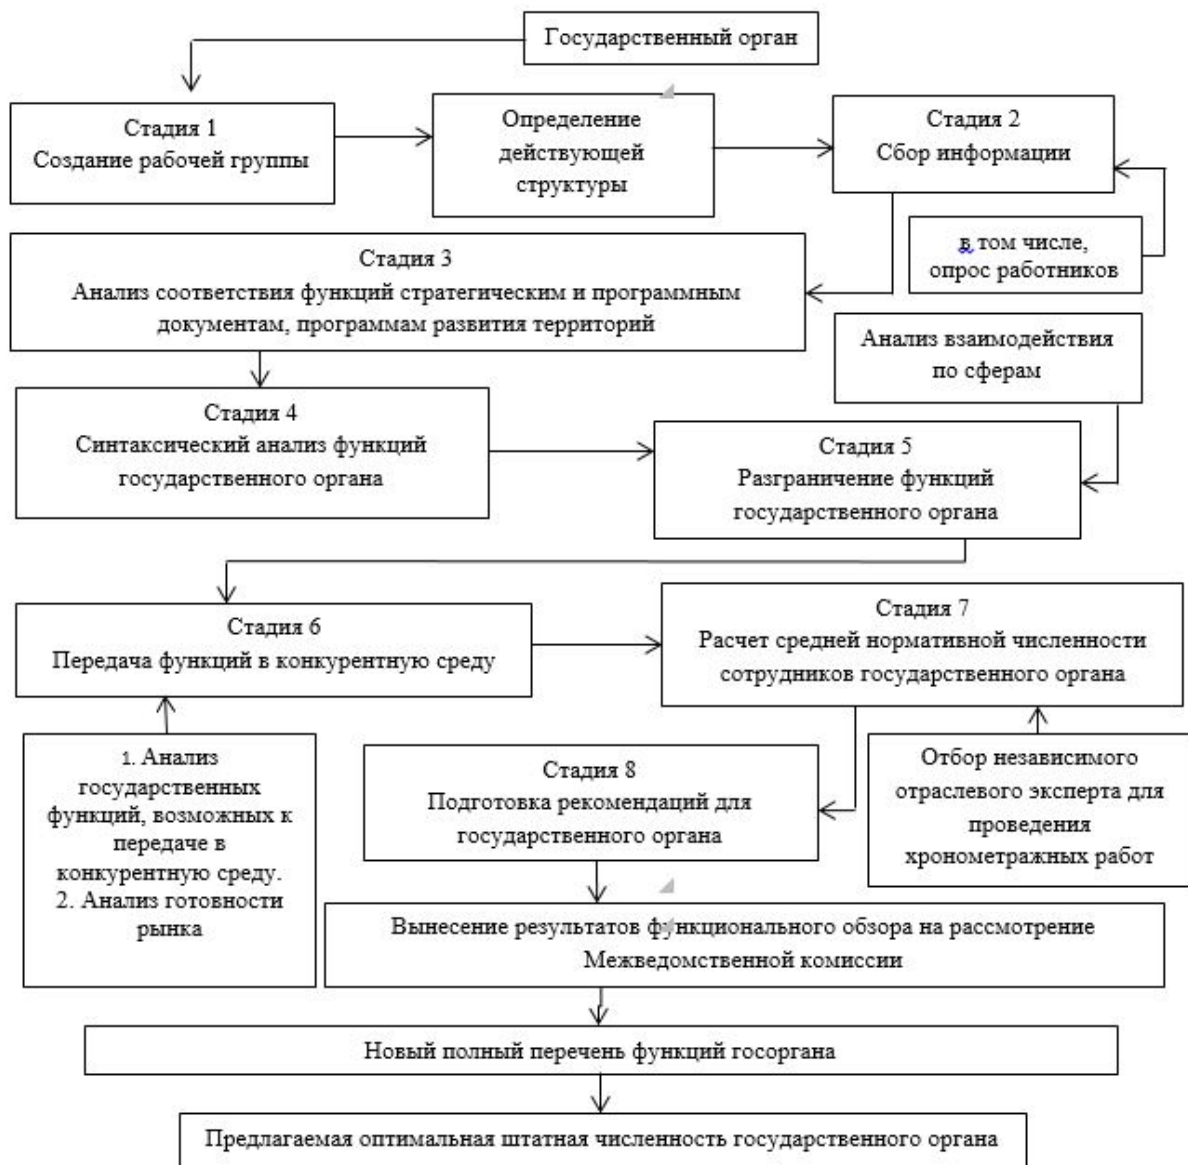 Государственный орган
Стадия 1
Создание рабочей группы
Определение
действующей
структуры
Стадия 2
Сбор информации
в том числе,
опрос работников
Стадия 3
Анализ соответствия функций стратегическим и программным
документам, программам развития территорий
Анализ взаимодействия
по сферам
Стадия 4
Синтаксический анализ функций
государственного органа
Стадия 5
Разграничение функций
государственного органа
Стадия 6
Передача функций в конкурентную среду
Стадия 7
Расчет средней нормативной численности
сотрудников государственного органа
1. Анализ
государственных
функций, возможных к
передаче в
конкурентную среду.
2. Анализ готовности
рынка
Стадия 8
Подготовка рекомендаций для
государственного органа
Отбор независимого
отраслевого эксперта для
проведения
хронометражных работ
Вынесение результатов функционального обзора на рассмотрение
Межведомственной комиссии
Новый полный перечень функций госоргана
Предлагаемая оптимальная штатная численность государственного органа